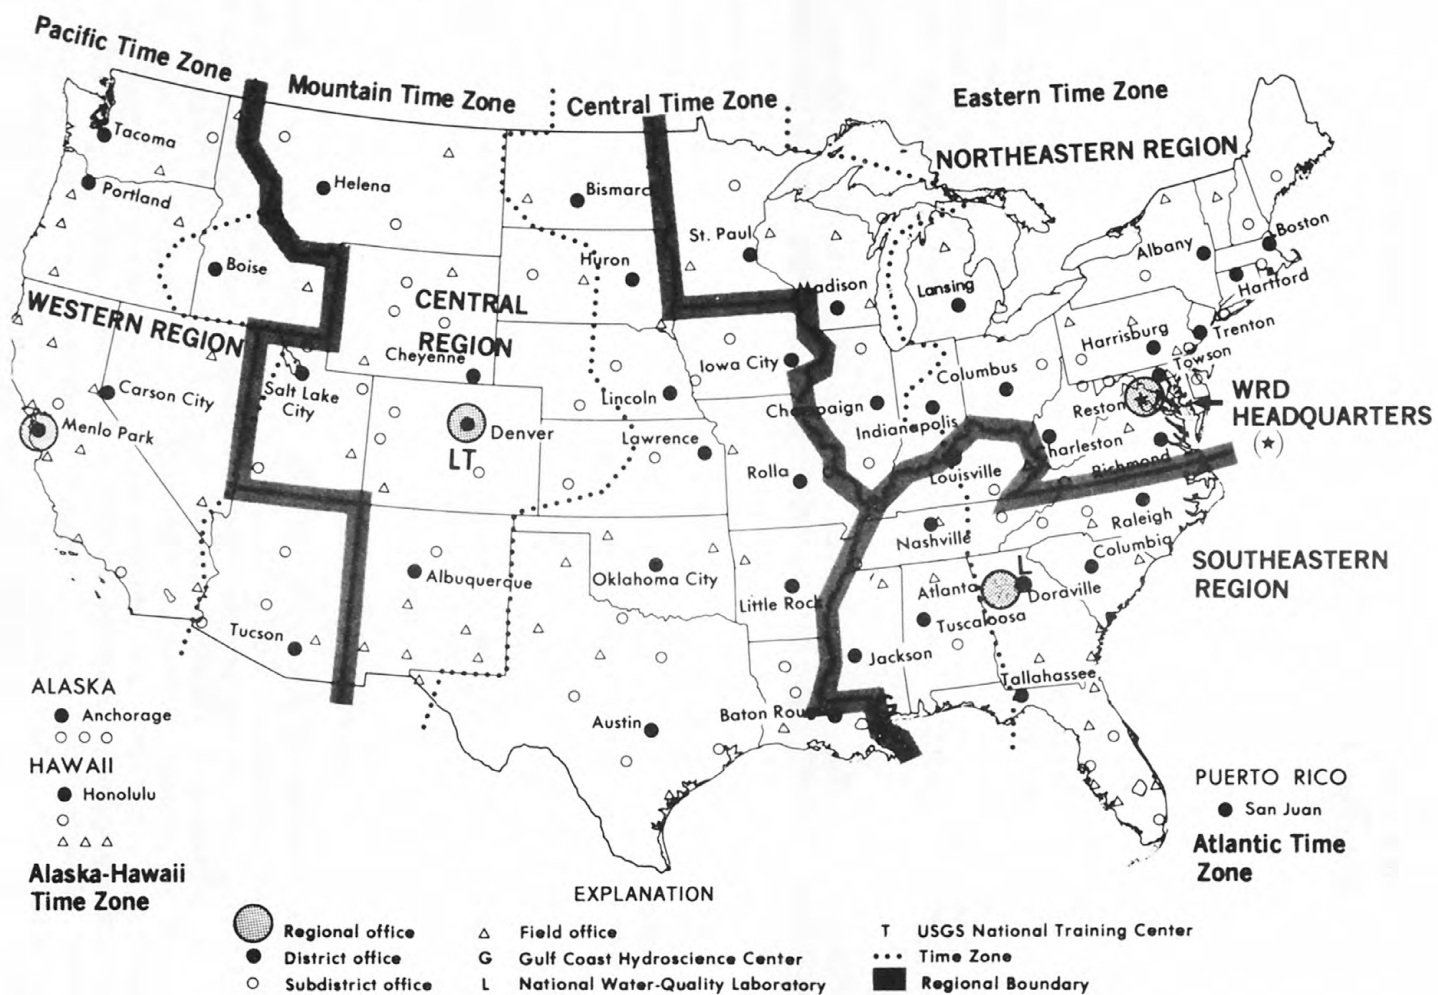 Pacific Time Zone
Mountain Time Zone
Central Time Zone
Eastern Time Zone
NORTHEASTERN REGION
Tacoma
Portland
Helena
Bismarc
Boise
Huron
St. Paul
Madison
Lansing
Albany
Boston
Hartford
WESTERN REGION
CENTRAL
REGION
Cheyenne
Salt Lake
City
Carson City
Menlo Park
Denver
LT
Lincoln
Lawrence
Iowa City
Champaign
Rolla
Indianapolis
Columbus
Harrisburg
Trenton
Towson
Reston
WRD
HEADQUARTERS
(★)
Charleston
Richmond
Louisville
Nashville
Raleigh
Columbia
SOUTHEASTERN
REGION
Atlanta
L
Doraville
Tuscaloosa
Jackson
Tallahassee
Baton Rou
G
Little Rock
Oklahoma City
Albuquerque
Tucson
Austin
ALASKA
Anchorage
HAWAII
Honolulu
Alaska-Hawaii
Time Zone
PUERTO RICO
San Juan
Atlantic Time
Zone
EXPLANATION
Regional office
District office
Subdistrict office
Field office
G Gulf Coast Hydroscience Center
L National Water-Quality Laboratory
T USGS National Training Center
Time Zone
Regional Boundary